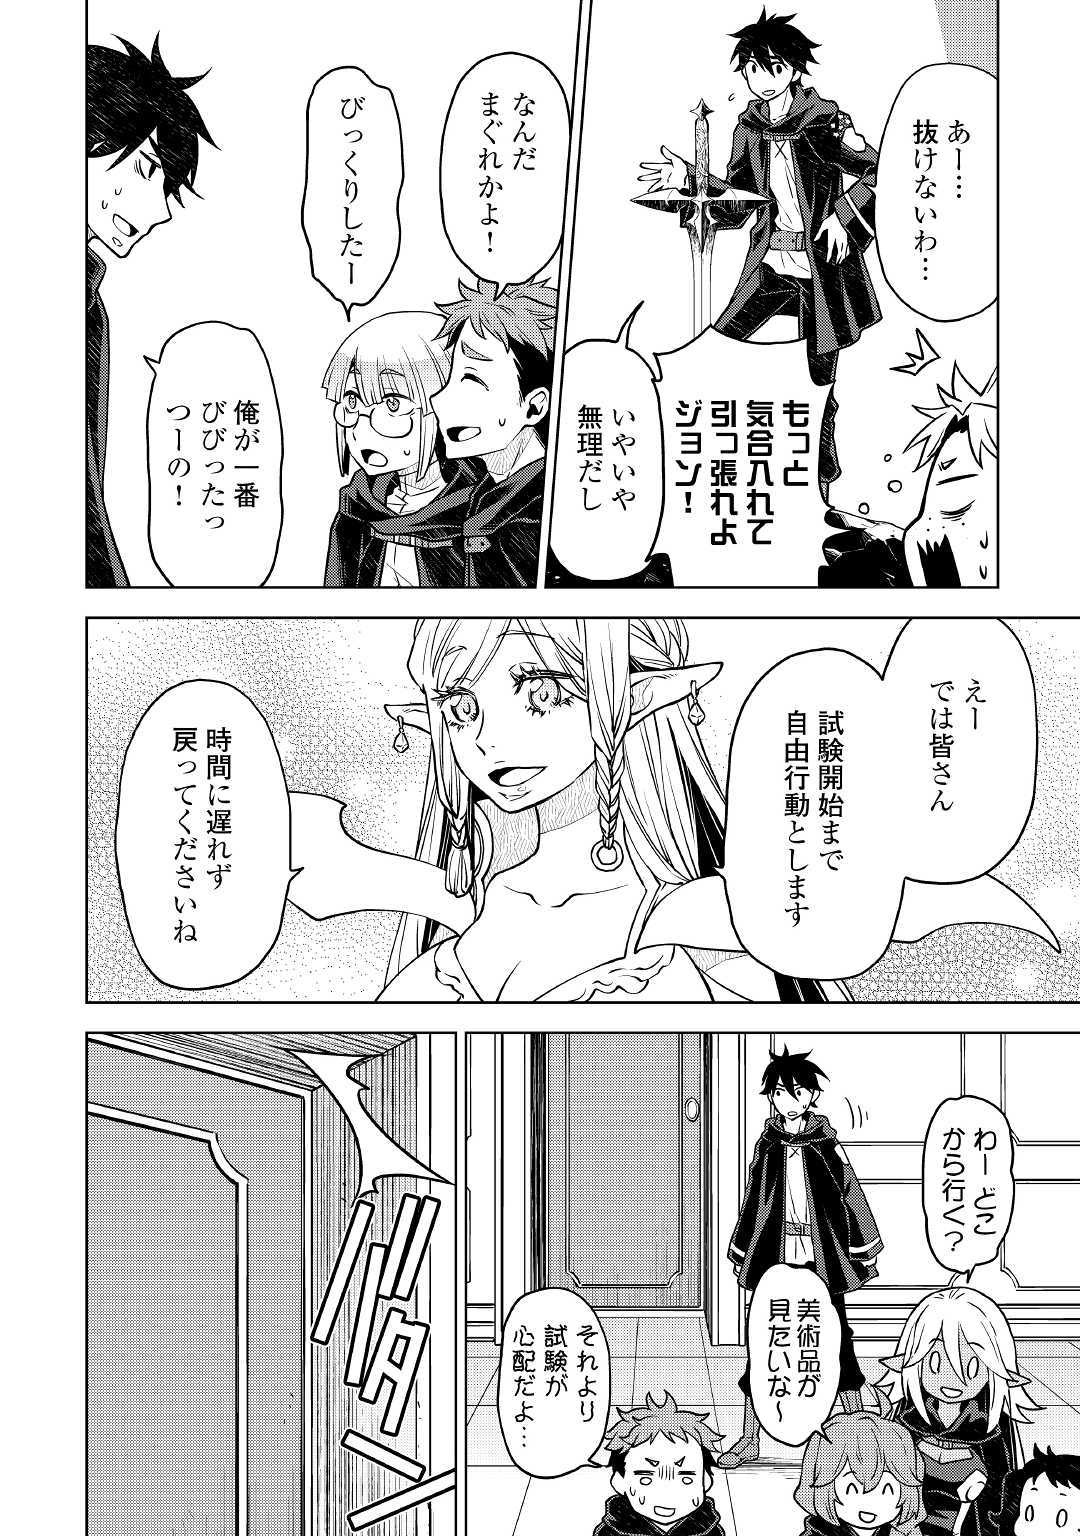 あー…
抜けないわ…
もっと
気合入れて
引っ張れよ
ジョン！
いやいや
無理だし
なんだ
まぐれかよ！
びっくりしたー
俺が一番
びびったっ
つーの！
えー
では皆さん
試験開始まで
自由行動とします
時間に遅れず
戻ってくださいね
わー どこ
から行く？
美術品が
見たいな～
それより
試験が
心配だよ…
バターン